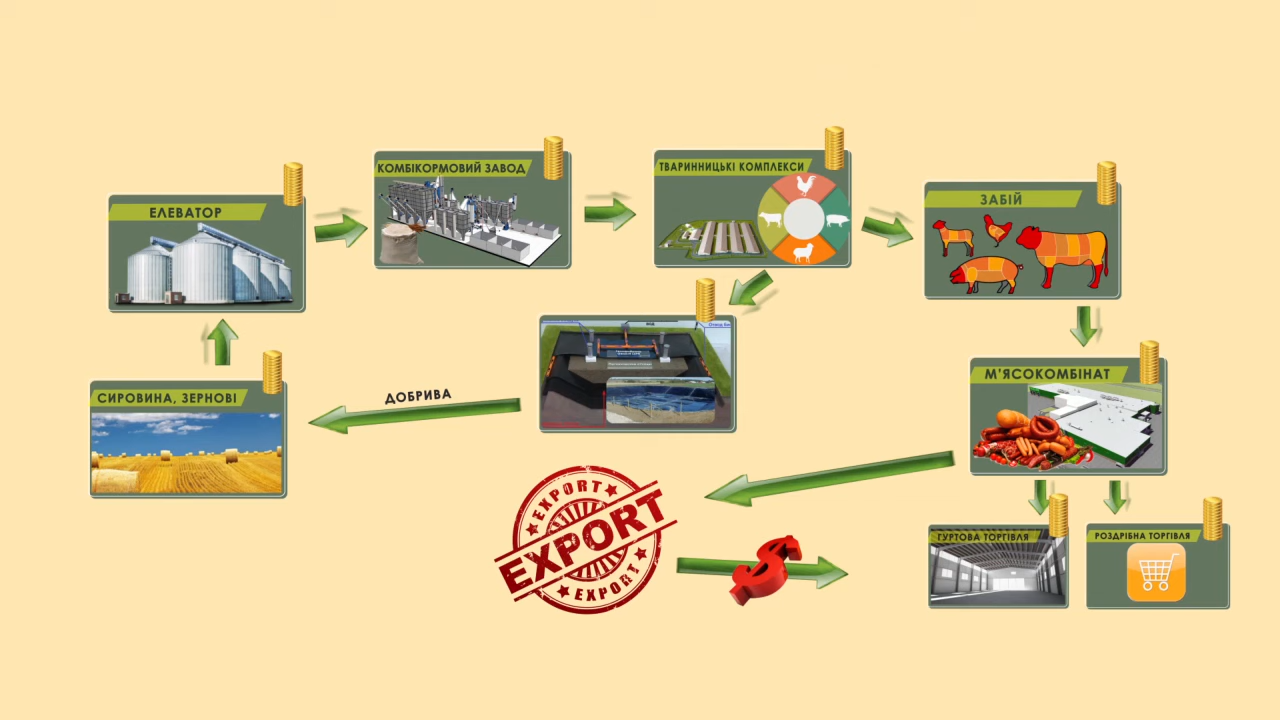 КОМБІКОРМОВИЙ ЗАВОД
ТВАРИННИЦЬКІ КОМПЛЕКСИ
ЕЛЕВАТОР
ЗАБІЙ
СИРОВИНА, ЗЕРНОВІ
ДОБРИВА
М'ЯСОКОМБІНАТ
EXPORT
EXPORT
EXPORT
ГУРТОВА ТОРГІВЛЯ
РОЗДРІБНА ТОРГІВЛЯ